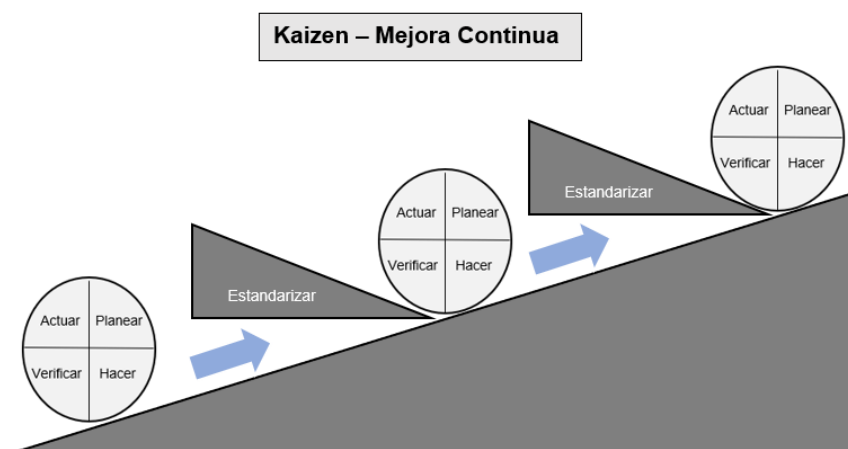 Kaizen – Mejora Continua
Actuar Planear
Verificar Hacer
Estandarizar
Actuar Planear
Verificar Hacer
Estandarizar
Actuar Planear
Verificar Hacer